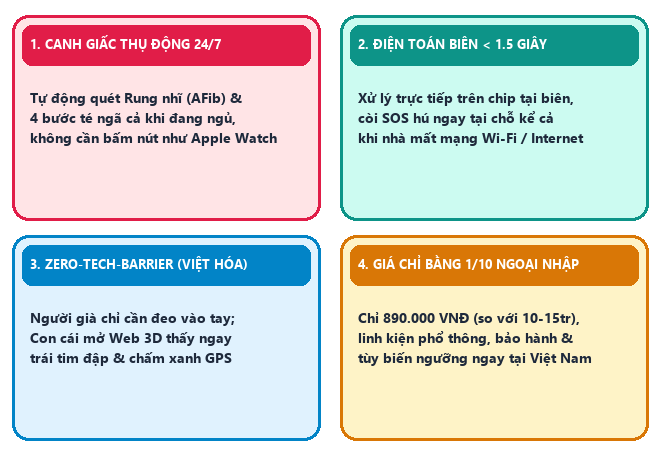 1. CANH GIẤC THỤ ĐỘNG 24/7
Tự động quét Rung nhĩ (AFib) &
4 bước té ngã cả khi đang ngủ,
không cần bấm nút như Apple Watch
2. ĐIỆN TOÁN BIÊN < 1.5 GIÂY
Xử lý trực tiếp trên chip tại biên,
còi SOS hú ngay tại chỗ kể cả
khi nhà mất mạng Wi-Fi / Internet
3. ZERO-TECH-BARRIER (VIỆT HÓA)
Người già chỉ cần đeo vào tay;
Con cái mở Web 3D thấy ngay
trái tim đập & chấm xanh GPS
4. GIÁ CHỈ BẰNG 1/10 NGOẠI NHẬP
Chỉ 890.000 VNĐ (so với 10-15tr),
linh kiện phổ thông, bảo hành &
tùy biến ngưỡng ngay tại Việt Nam